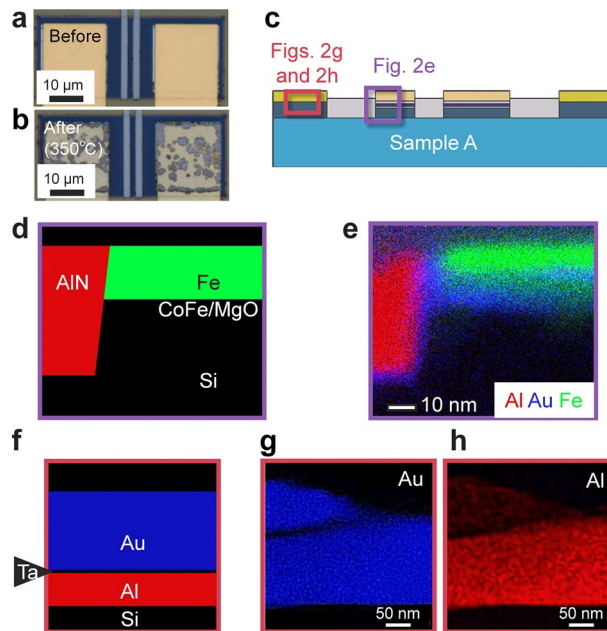 a
Before
10 μm
b
After
(350℃)
10 μm
c
Figs. 2g
and 2h
Fig. 2e
Sample A
d
AlN
Fe
CoFe/MgO
Si
e
10 nm
Al Au Fe
f
Au
Ta
Al
Si
g
Au
50 nm
h
Al
50 nm